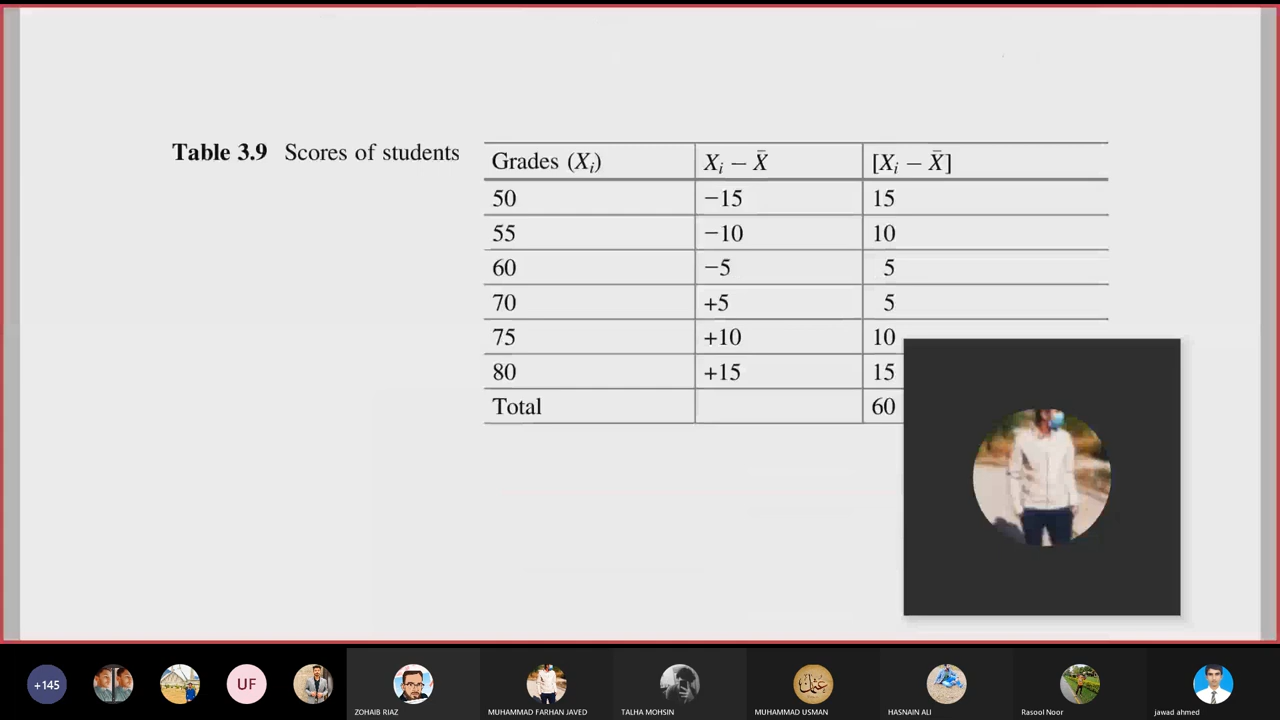 Table 3.9 Scores of students
Grades (Xᵢ) Xᵢ − X̄ [Xᵢ − X̄]
50 −15 15
55 −10 10
60 −5 5
70 +5 5
75 +10 10
80 +15 15
Total 60
+145 UF
ZOHAIB RIAZ MUHAMMAD FARHAN JAVED TALHA MOHSIN MUHAMMAD USMAN HASNAIN ALI Rasool Noor jawad ahmed